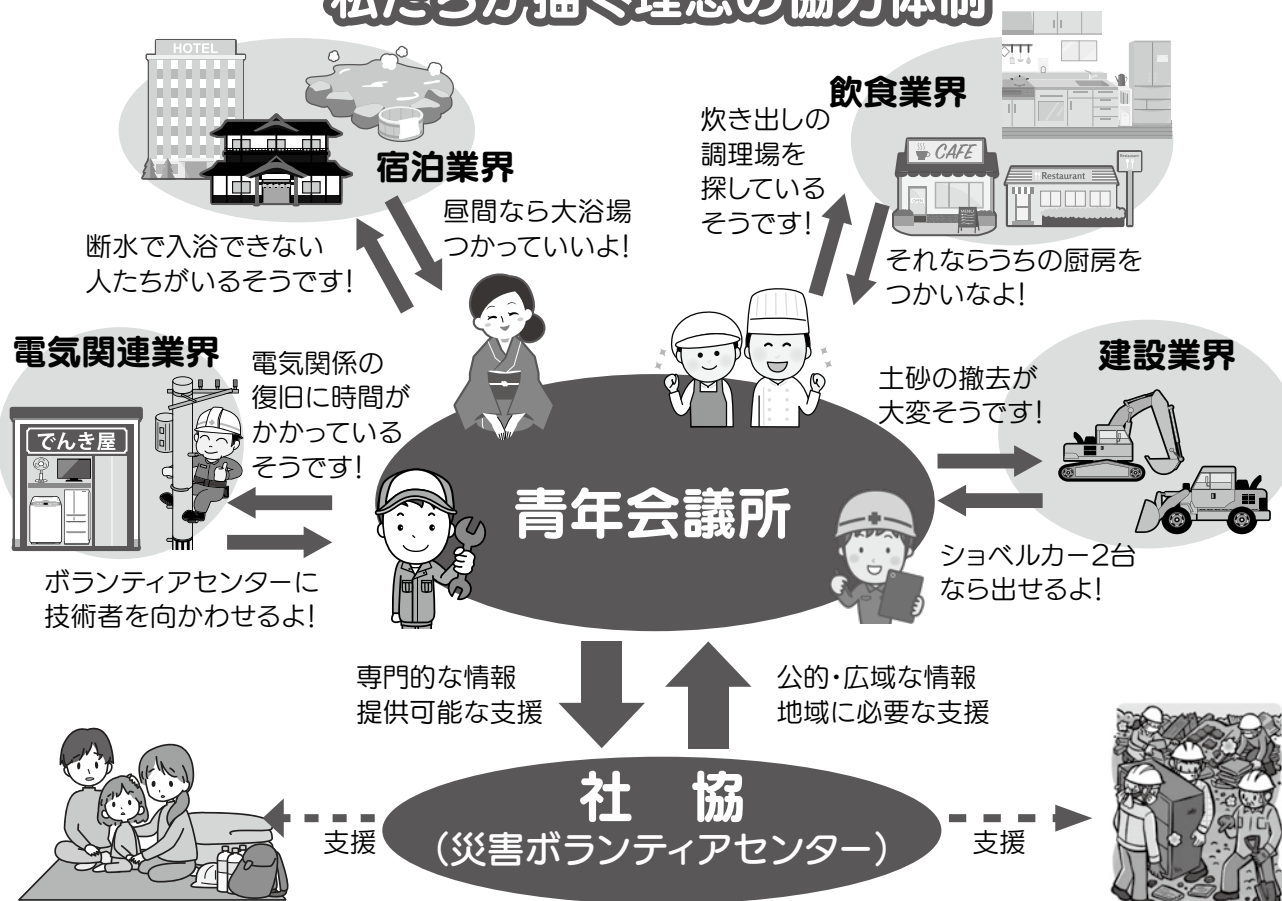 私たちが描く理想の協力体制
HOTEL
宿泊業界
断水で入浴できない
人たちがいるそうです!
昼間なら大浴場
つかっていいよ!
飲食業界
炊き出しの
調理場を
探している
そうです!
CAFE
Restaurant
Restaurant
それならうちの厨房を
つかいなよ!
電気関連業界
でんき屋
電気関係の
復旧に時間が
かかっている
そうです!
ボランティアセンターに
技術者を向かわせるよ!
建設業界
土砂の撤去が
大変そうです!
ショベルカー2台
なら出せるよ!
青年会議所
専門的な情報
提供可能な支援
公的・広域な情報
地域に必要な支援
社 協
(災害ボランティアセンター)
支援
支援